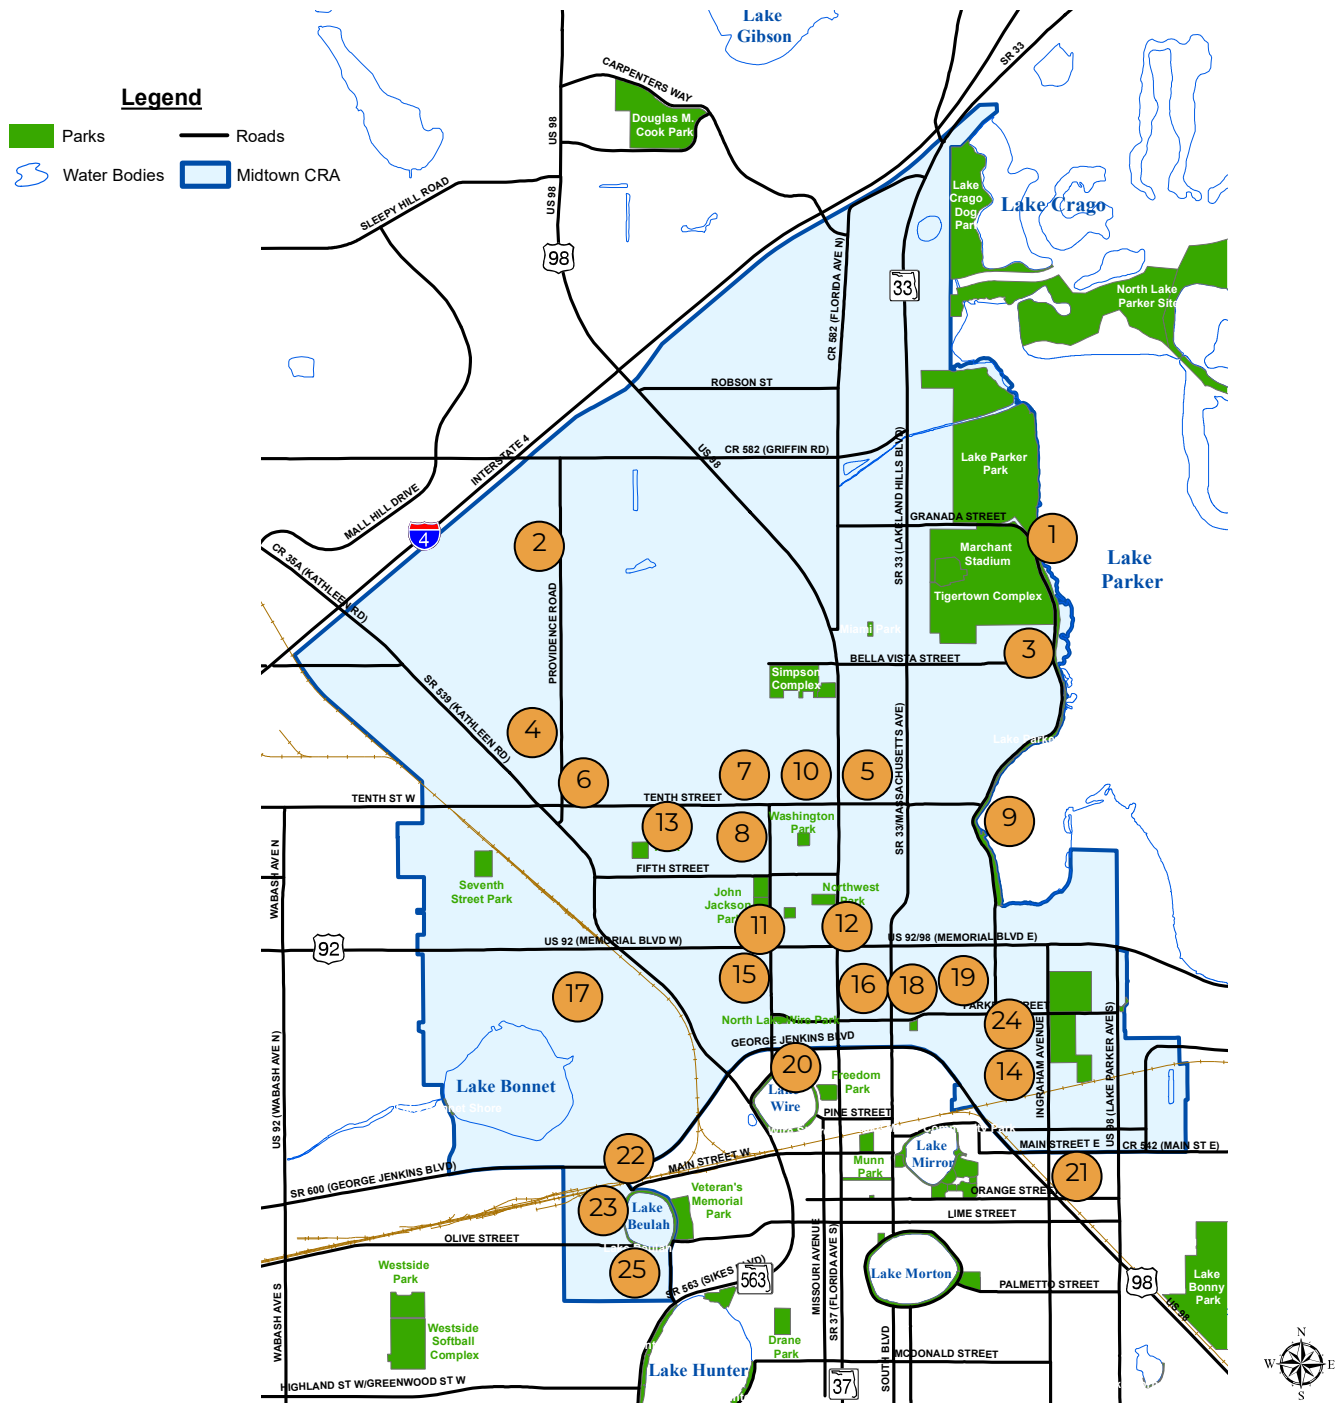 Lake
Gibson
SR 33
CARPENTERS WAY
Legend
Parks
Roads
Water Bodies
Midtown CRA
Douglas M.
Cook Park
US 98
US 98
SLEEPY HILL ROAD
98
Lake
Crago
Dog
Park
Lake Crago
33
North Lake
Parker Site
CR 582 (FLORIDA AVE N)
ROBSON ST
INTERSTATE 4
US 98
CR 582 (GRIFFIN RD)
SR 33 (LAKELAND HILLS BLVD)
Lake Parker
Park
MALL HILL DRIVE
4
GRANADA STREET
1
2
CR 35A (KATHLEEN RD)
Marchant
Stadium
Tigertown Complex
Lake
Parker
PROVIDENCE ROAD
Miami Park
3
BELLA VISTA STREET
Simpson
Complex
SR 539 (KATHLEEN RD)
4
SR 33/MASSACHUSETTS AVE)
6
7
10
5
TENTH ST W
TENTH STREET
13
8
Washington
Park
9
WABASH AVE N
FIFTH STREET
Seventh
Street Park
John
Jackson
Park
Northwest
Park
11
12
92
US 92 (MEMORIAL BLVD W)
US 92/98 (MEMORIAL BLVD E)
15
16
18
19
17
North Lake Wire Park
24
GEORGE JENKINS BLVD
US 92 (WABASH AVE N)
INGRAHAM AVENUE
US 98 (LAKE PARKER AVE S)
20
14
Lake Bonnet
Freedom
Park
Lake
Wire
PINE STREET
22
MAIN STREET W
Lake
Mirror
MAIN STREET E
CR 542 (MAIN ST E)
SR 600 (GEORGE JENKINS BLVD)
Munn
Park
21
ORANGE STREET
23
Lake
Beulah
Veteran's
Memorial
Park
LIME STREET
OLIVE STREET
25
SR 563 (SIKES BLVD)
563
MISSOURI AVENUE
SR 37 (FLORIDA AVE S)
Lake Morton
PALMETTO STREET
98
US 98
Lake
Bonny
Park
Westside
Park
Westside
Softball
Complex
WABASH AVE S
Drane
Park
SOUTH BLVD
MCDONALD STREET
Lake Hunter
HIGHLAND ST W/GREENWOOD ST W
37
N
W
E
S